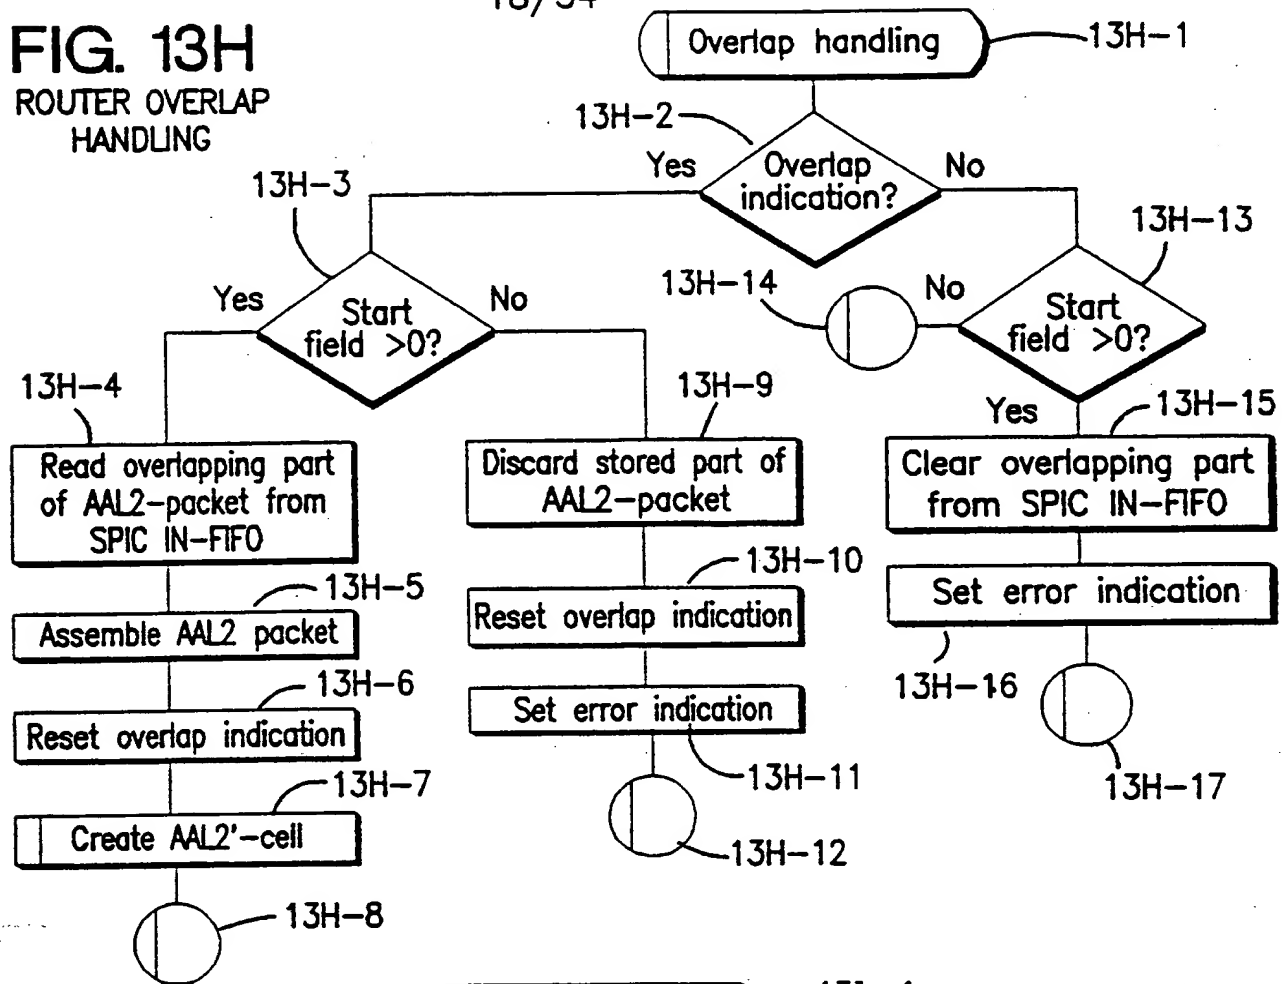 18/54
FIG. 13H
ROUTER OVERLAP
HANDLING
Overlap handling
13H-1
13H-2
Yes
Overlap
indication?
No
13H-3
13H-13
Yes
Start
field >0?
No
13H-14
No
Start
field >0?
Yes
13H-4
Read overlapping part
of AAL2-packet from
SPIC IN-FIFO
13H-5
Assemble AAL2 packet
13H-6
Reset overlap indication
13H-7
Create AAL2'-cell
13H-8
13H-9
Discard stored part of
AAL2-packet
13H-10
Reset overlap indication
Set error indication
13H-11
13H-12
13H-15
Clear overlapping part
from SPIC IN-FIFO
Set error indication
13H-16
13H-17